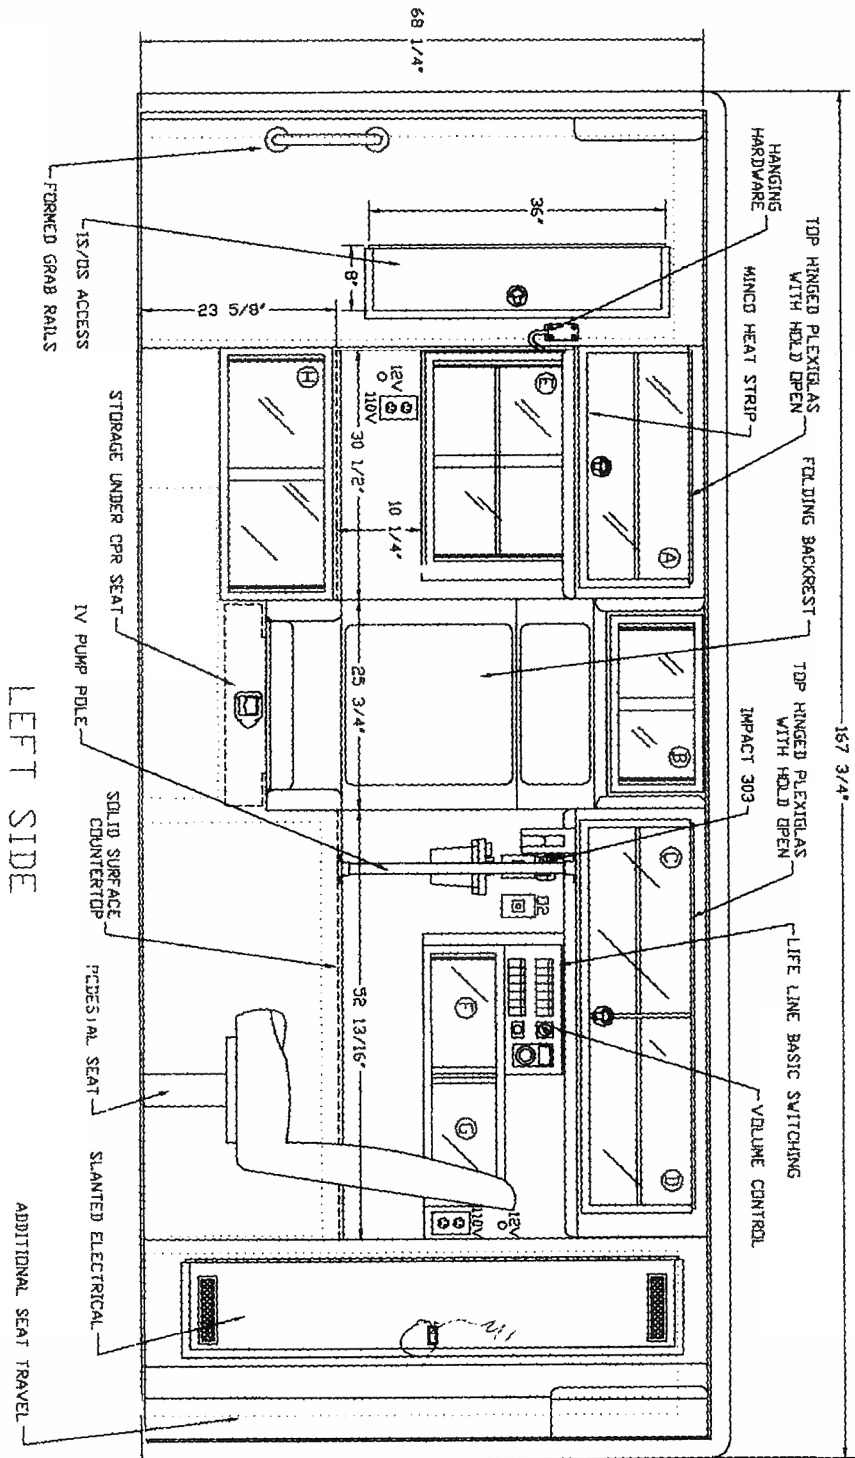 167 3/4"
68 1/4"
HANGING
HARDWARE
TOP HINGED PLEXIGLAS
WITH HOLD OPEN
MINCO HEAT STRIP
FOLDING BACKREST
TOP HINGED PLEXIGLAS
WITH HOLD OPEN
IMPACT 303
LIFE LINE BASIC SWITCHING
VOLUME CONTROL
36"
8"
23 5/8"
A
B
C
D
E
F
G
H
12V
110V
30 1/2"
10 1/4"
25 3/4"
O2
52 13/16"
12V
110V
FORMED GRAB RAILS
IS/OS ACCESS
STORAGE UNDER CPR SEAT
IV PUMP POLE
SOLID SURFACE
COUNTERTOP
PEDESTAL SEAT
SLANTED ELECTRICAL
ADDITIONAL SEAT TRAVEL
LEFT SIDE